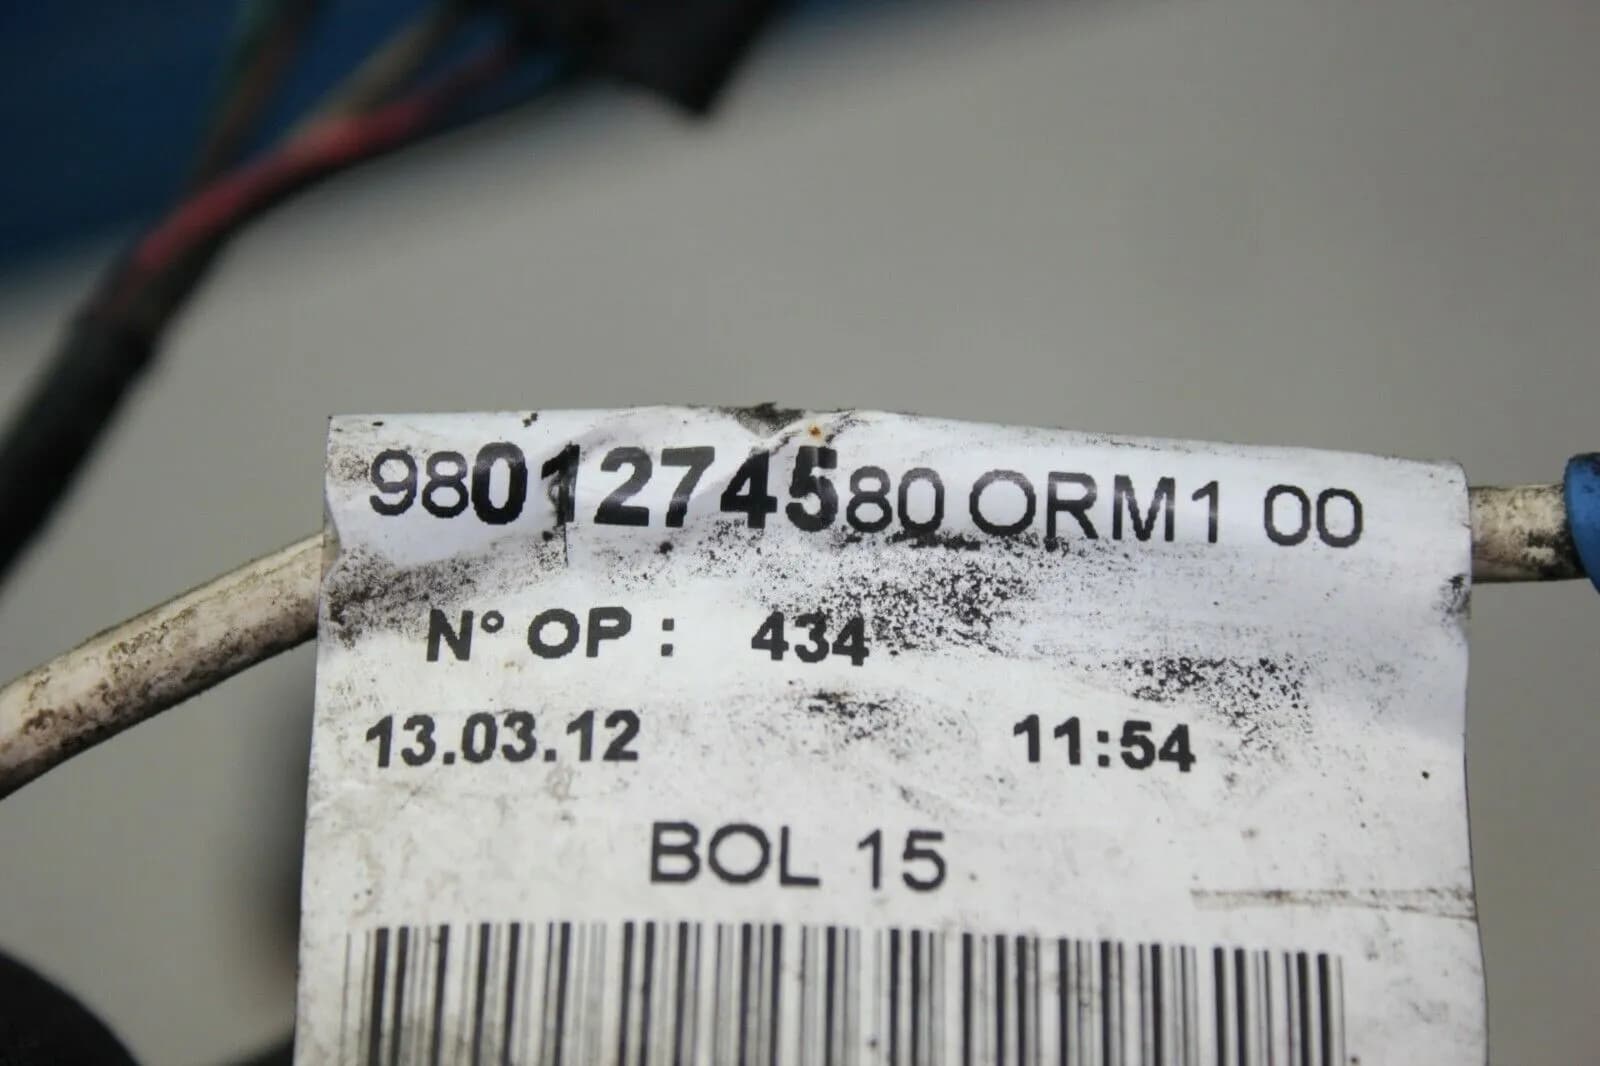 9801274580 ORM1 00
N° OP : 434
13.03.12 11:54
BOL 15